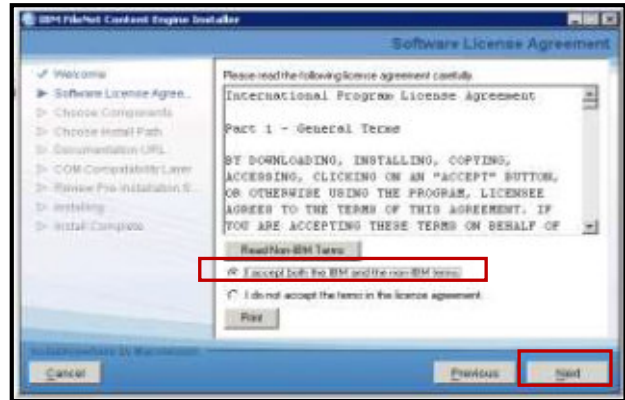 IBM FileNet Content Engine Installer
Software License Agreement
Welcome
Software License Agree...
Choose Components
Choose Install Path
Documentation URL
COM Compatibility Layer
Review Pre-Installation S...
Installing
Install Complete
Please read the following license agreement carefully.
International Program License Agreement
Part 1 - General Terms
BY DOWNLOADING, INSTALLING, COPYING,
ACCESSING, CLICKING ON AN "ACCEPT" BUTTON,
OR OTHERWISE USING THE PROGRAM, LICENSEE
AGREES TO THE TERMS OF THIS AGREEMENT. IF
YOU ARE ACCEPTING THESE TERMS ON BEHALF OF
Read Non-IBM Terms
I accept both the IBM and the non-IBM terms.
I do not accept the terms in the license agreement.
Print
Cancel
Previous
Next